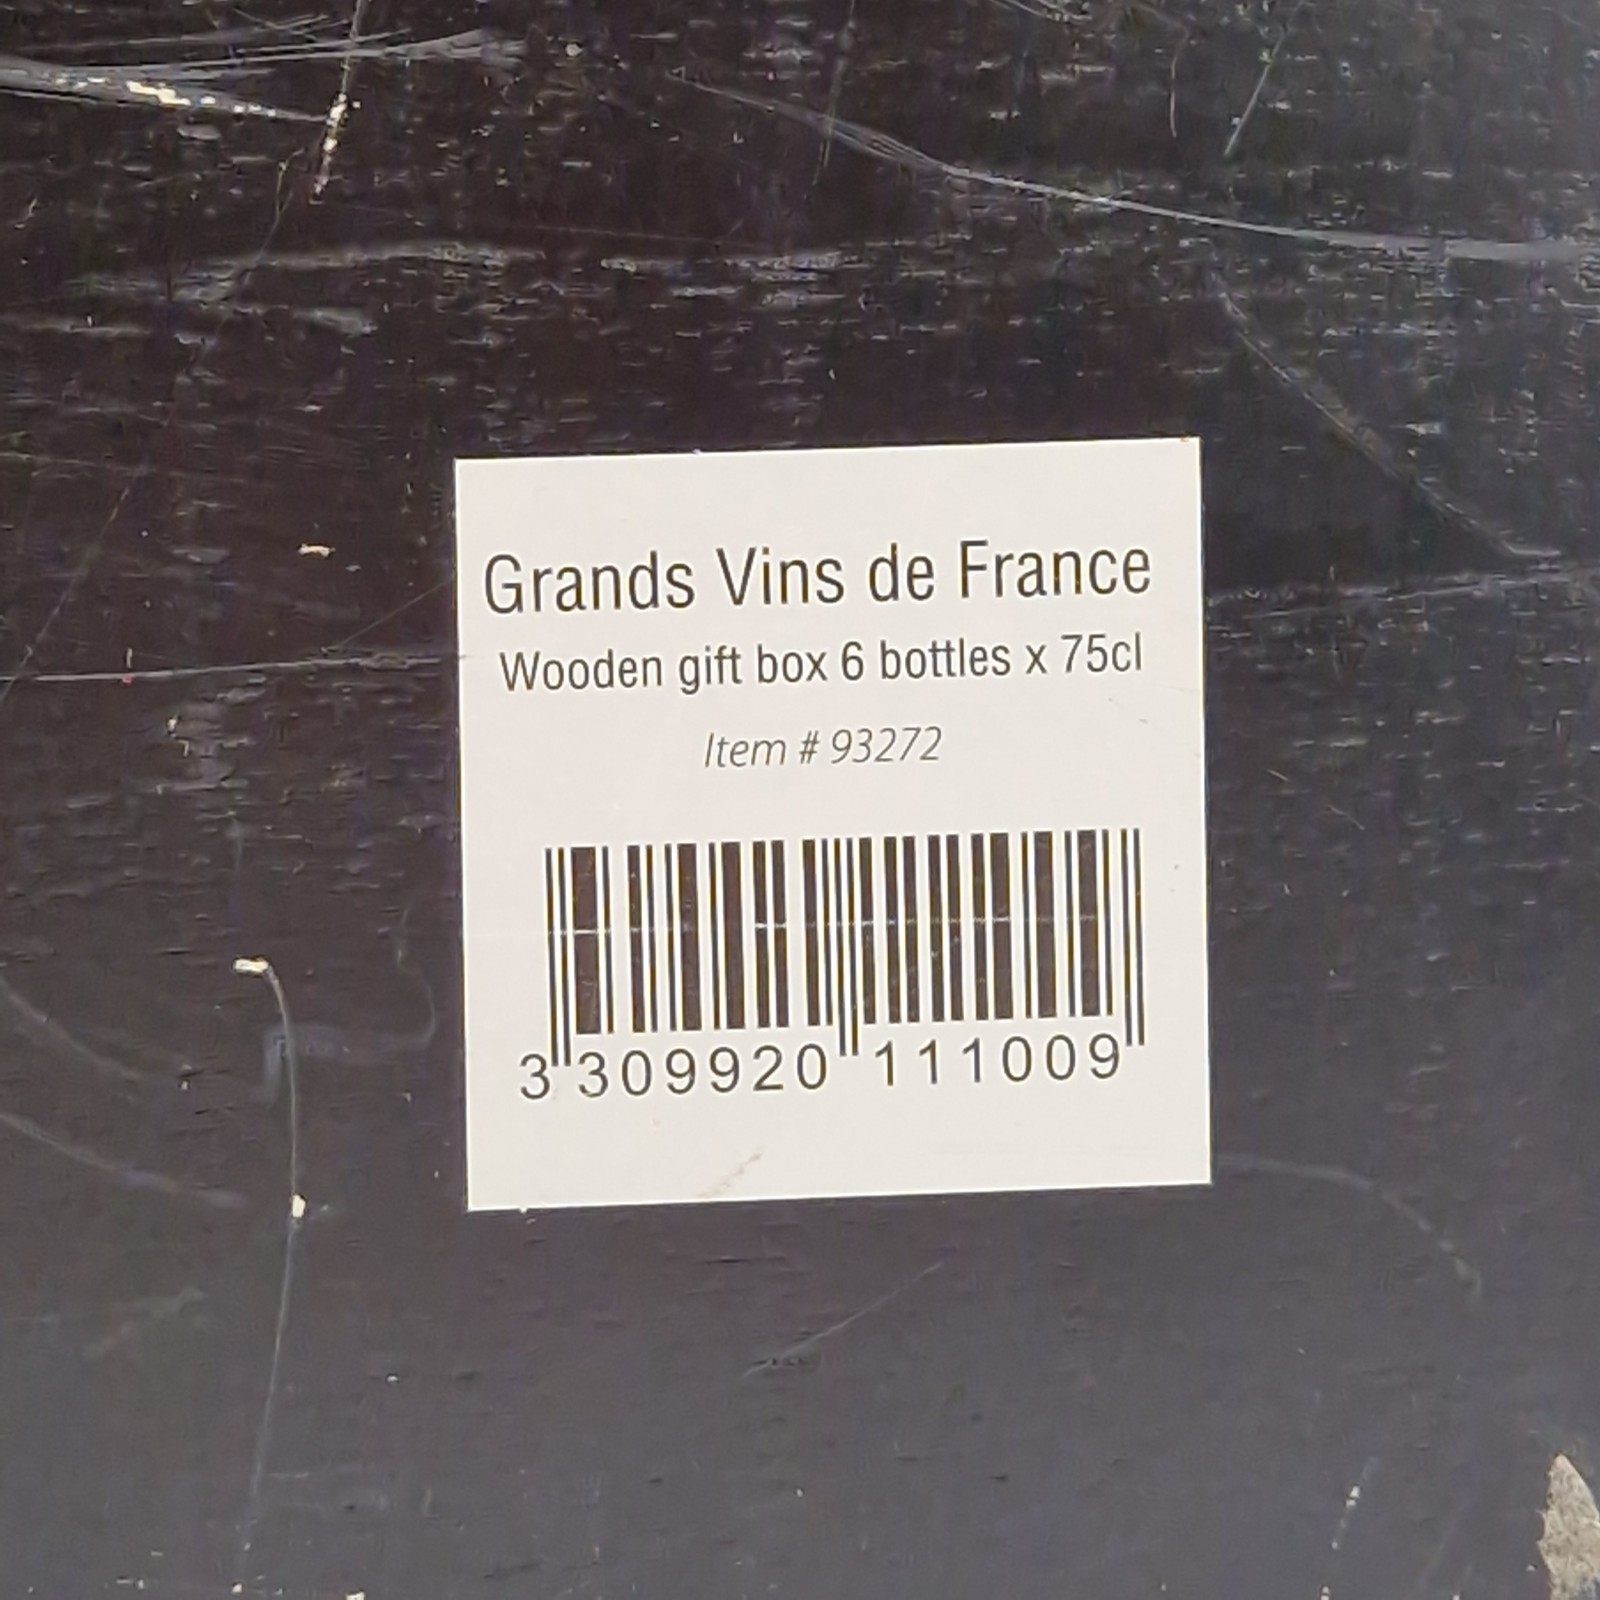 Grands Vins de France
Wooden gift box 6 bottles x 75cl
Item # 93272
3 309920 111009